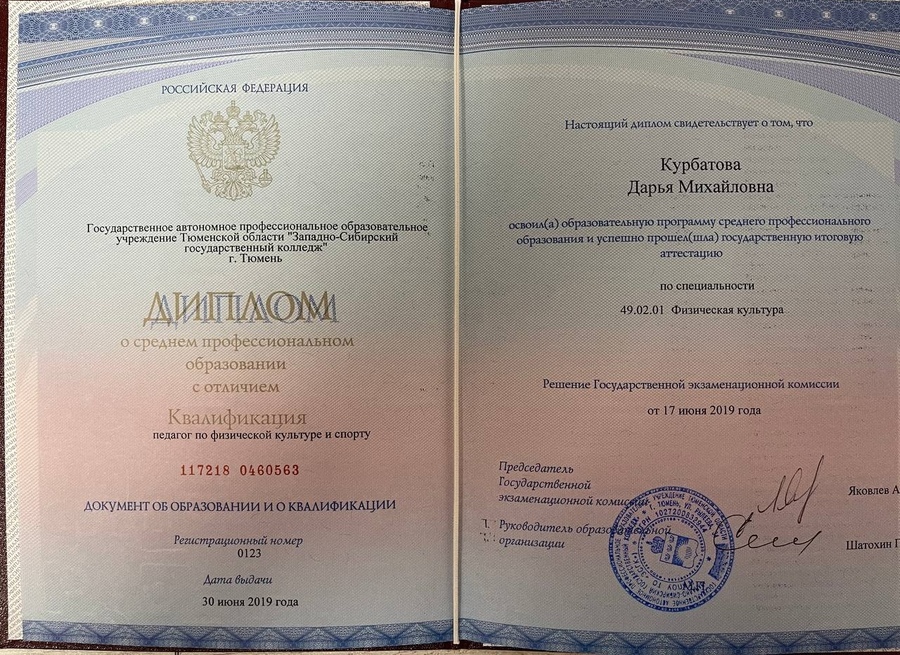 РОССИЙСКАЯ ФЕДЕРАЦИЯ
Государственное автономное профессиональное образовательное
учреждение Тюменской области "Западно-Сибирский
государственный колледж"
г. Тюмень
ДИПЛОМ
о среднем профессиональном
образовании
с отличием
Квалификация
педагог по физической культуре и спорту
117218 0460563
ДОКУМЕНТ ОБ ОБРАЗОВАНИИ И О КВАЛИФИКАЦИИ
Регистрационный номер
0123
Дата выдачи
30 июня 2019 года
Настоящий диплом свидетельствует о том, что
Курбатова
Дарья Михайловна
освоил(а) образовательную программу среднего профессионального
образования и успешно прошел(шла) государственную итоговую
аттестацию
по специальности
49.02.01 Физическая культура
Решение Государственной экзаменационной комиссии
от 17 июня 2019 года
Председатель
Государственной
экзаменационной комиссии
Яковлев А
Руководитель образовательной
организации
Шатохин Г